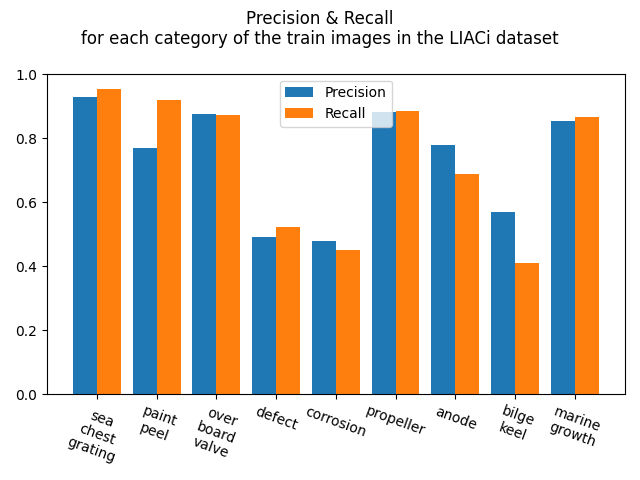 Precision & Recall
for each category of the train images in the LIACi dataset
1.0
0.8
0.6
0.4
0.2
0.0
Precision
Recall
sea
chest
grating
paint
peel
over
board
valve
defect
corrosion
propeller
anode
bilge
keel
marine
growth